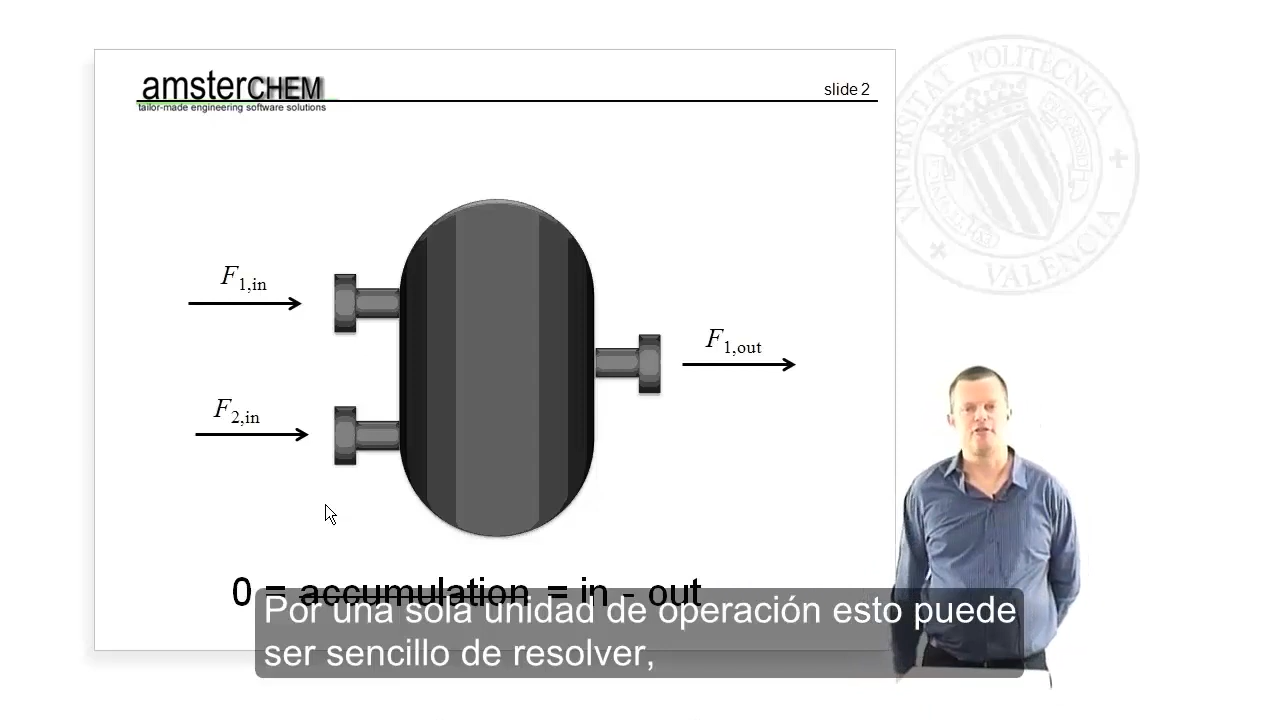 amsterCHEM
tailor-made engineering software solutions
slide 2
F1,in
F1,out
F2,in
0 = accumulation = in - out
Por una sola unidad de operación esto puede
ser sencillo de resolver,
UNIVERSITAT POLITÈCNICA
VALÈNCIA